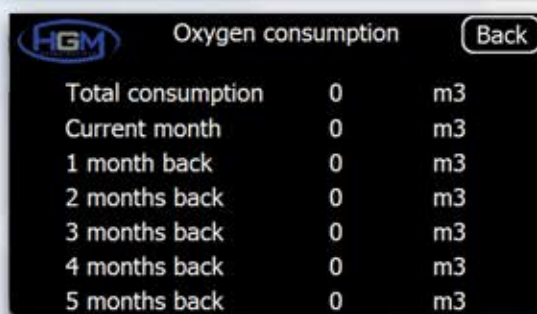 HGM
Oxygen consumption
Back
Total consumption 0 m3
Current month 0 m3
1 month back 0 m3
2 months back 0 m3
3 months back 0 m3
4 months back 0 m3
5 months back 0 m3